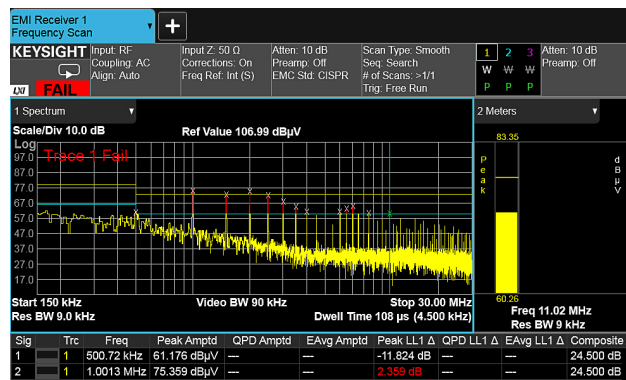 EMI Receiver 1
Frequency Scan
+
KEYSIGHT
LXI
FAIL
Input: RF
Coupling: AC
Align: Auto
Input Z: 50 Ω
Corrections: On
Freq Ref: Int (S)
Atten: 10 dB
Preamp: Off
EMC Std: CISPR
Scan Type: Smooth
Seq: Search
# of Scans: >1/1
Trig: Free Run
1 2 3
W W W
P P P
Atten: 10 dB
Preamp: Off
1 Spectrum
Scale/Div 10.0 dB
Ref Value 106.99 dBµV
Log
Trace 1 Fail
97.0
87.0
77.0
67.0
57.0
47.0
37.0
27.0
17.0
Start 150 kHz
Video BW 90 kHz
Stop 30.00 MHz
Res BW 9.0 kHz
Dwell Time 108 µs (4.500 kHz)
2 Meters
83.35
Peak
dBµV
60.26
Freq 11.02 MHz
Res BW 9 kHz
Sig Trc Freq Peak Amptd QPD Amptd EAvg Amptd Peak LL1 Δ QPD LL1 Δ EAvg LL1 Δ Composite
1 1 500.72 kHz 61.176 dBµV --- --- -11.824 dB --- --- 24.500 dB
2 1 1.0013 MHz 75.359 dBµV --- --- 2.359 dB --- --- 24.500 dB